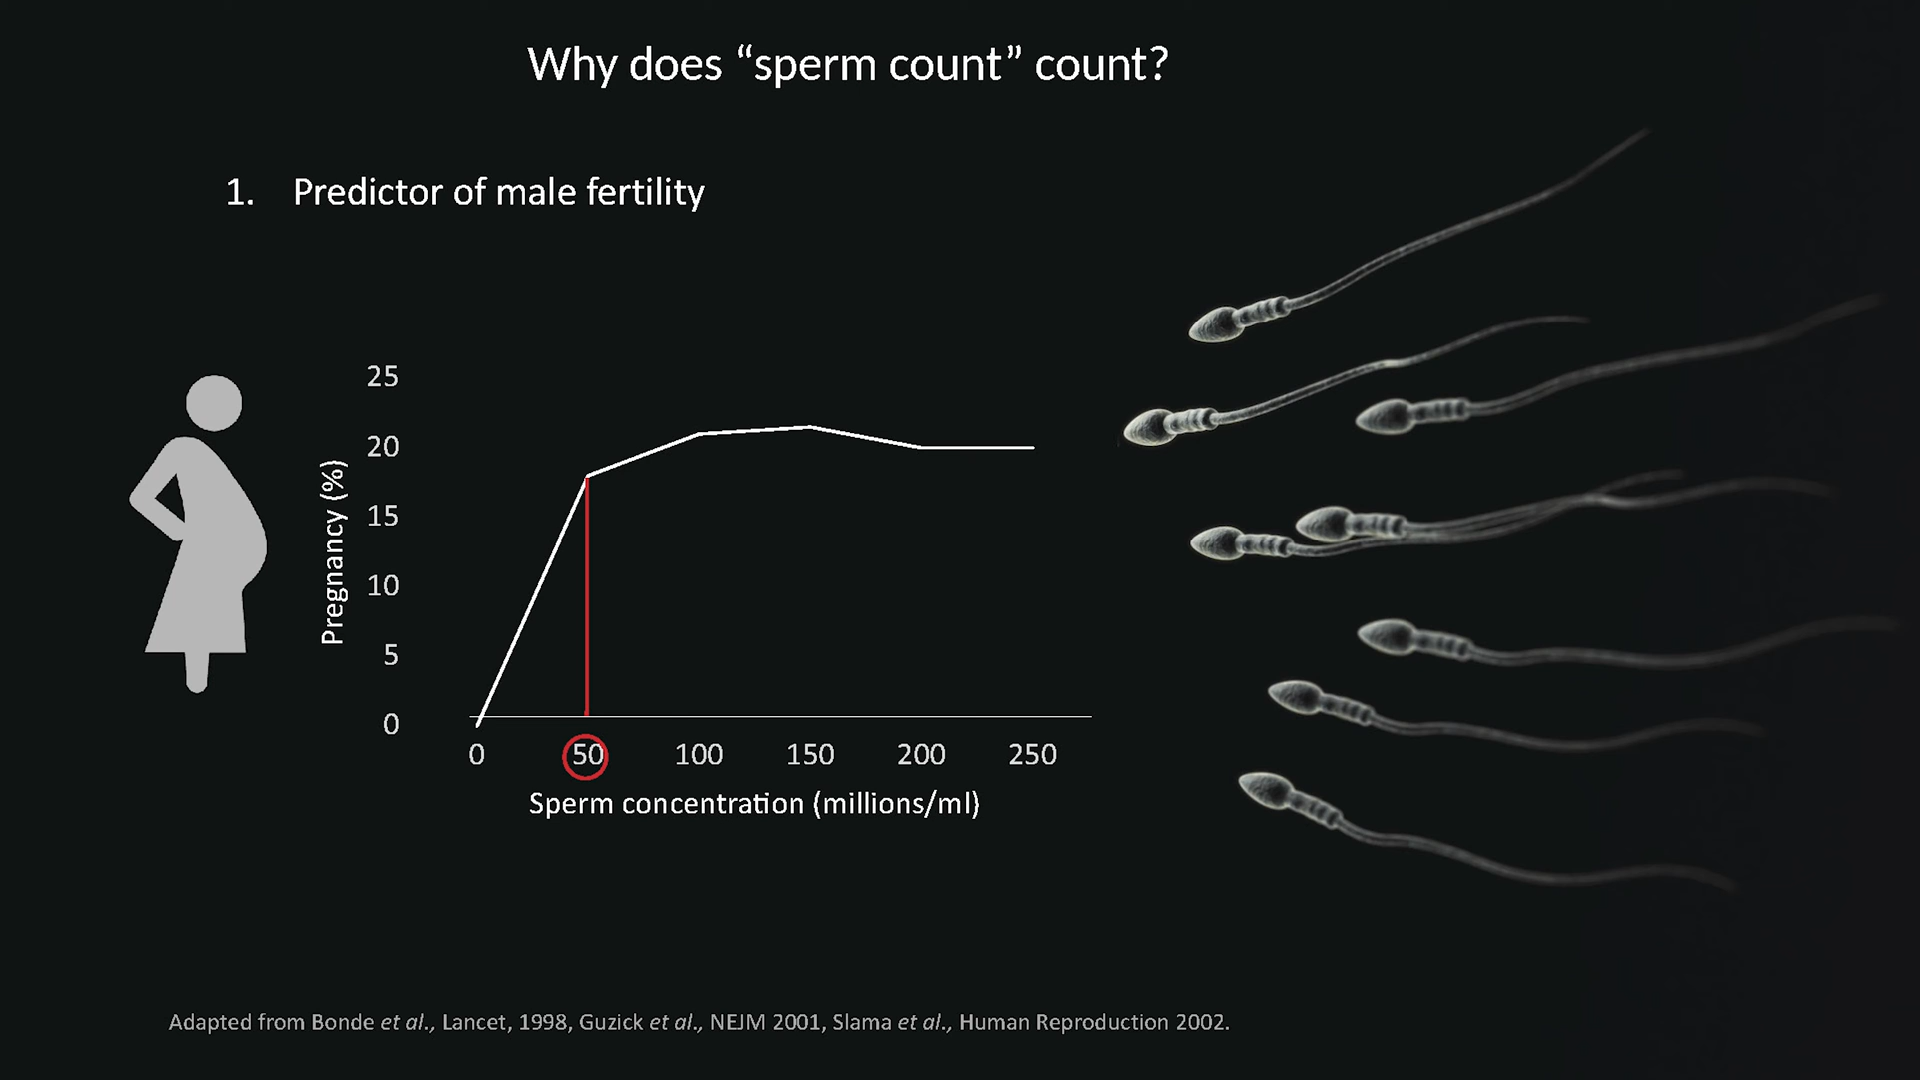 Why does “sperm count” count?
1. Predictor of male fertility
Pregnancy (%)
25
20
15
10
5
0
0 50 100 150 200 250
Sperm concentration (millions/ml)
Adapted from Bonde et al., Lancet, 1998, Guzick et al., NEJM 2001, Slama et al., Human Reproduction 2002.